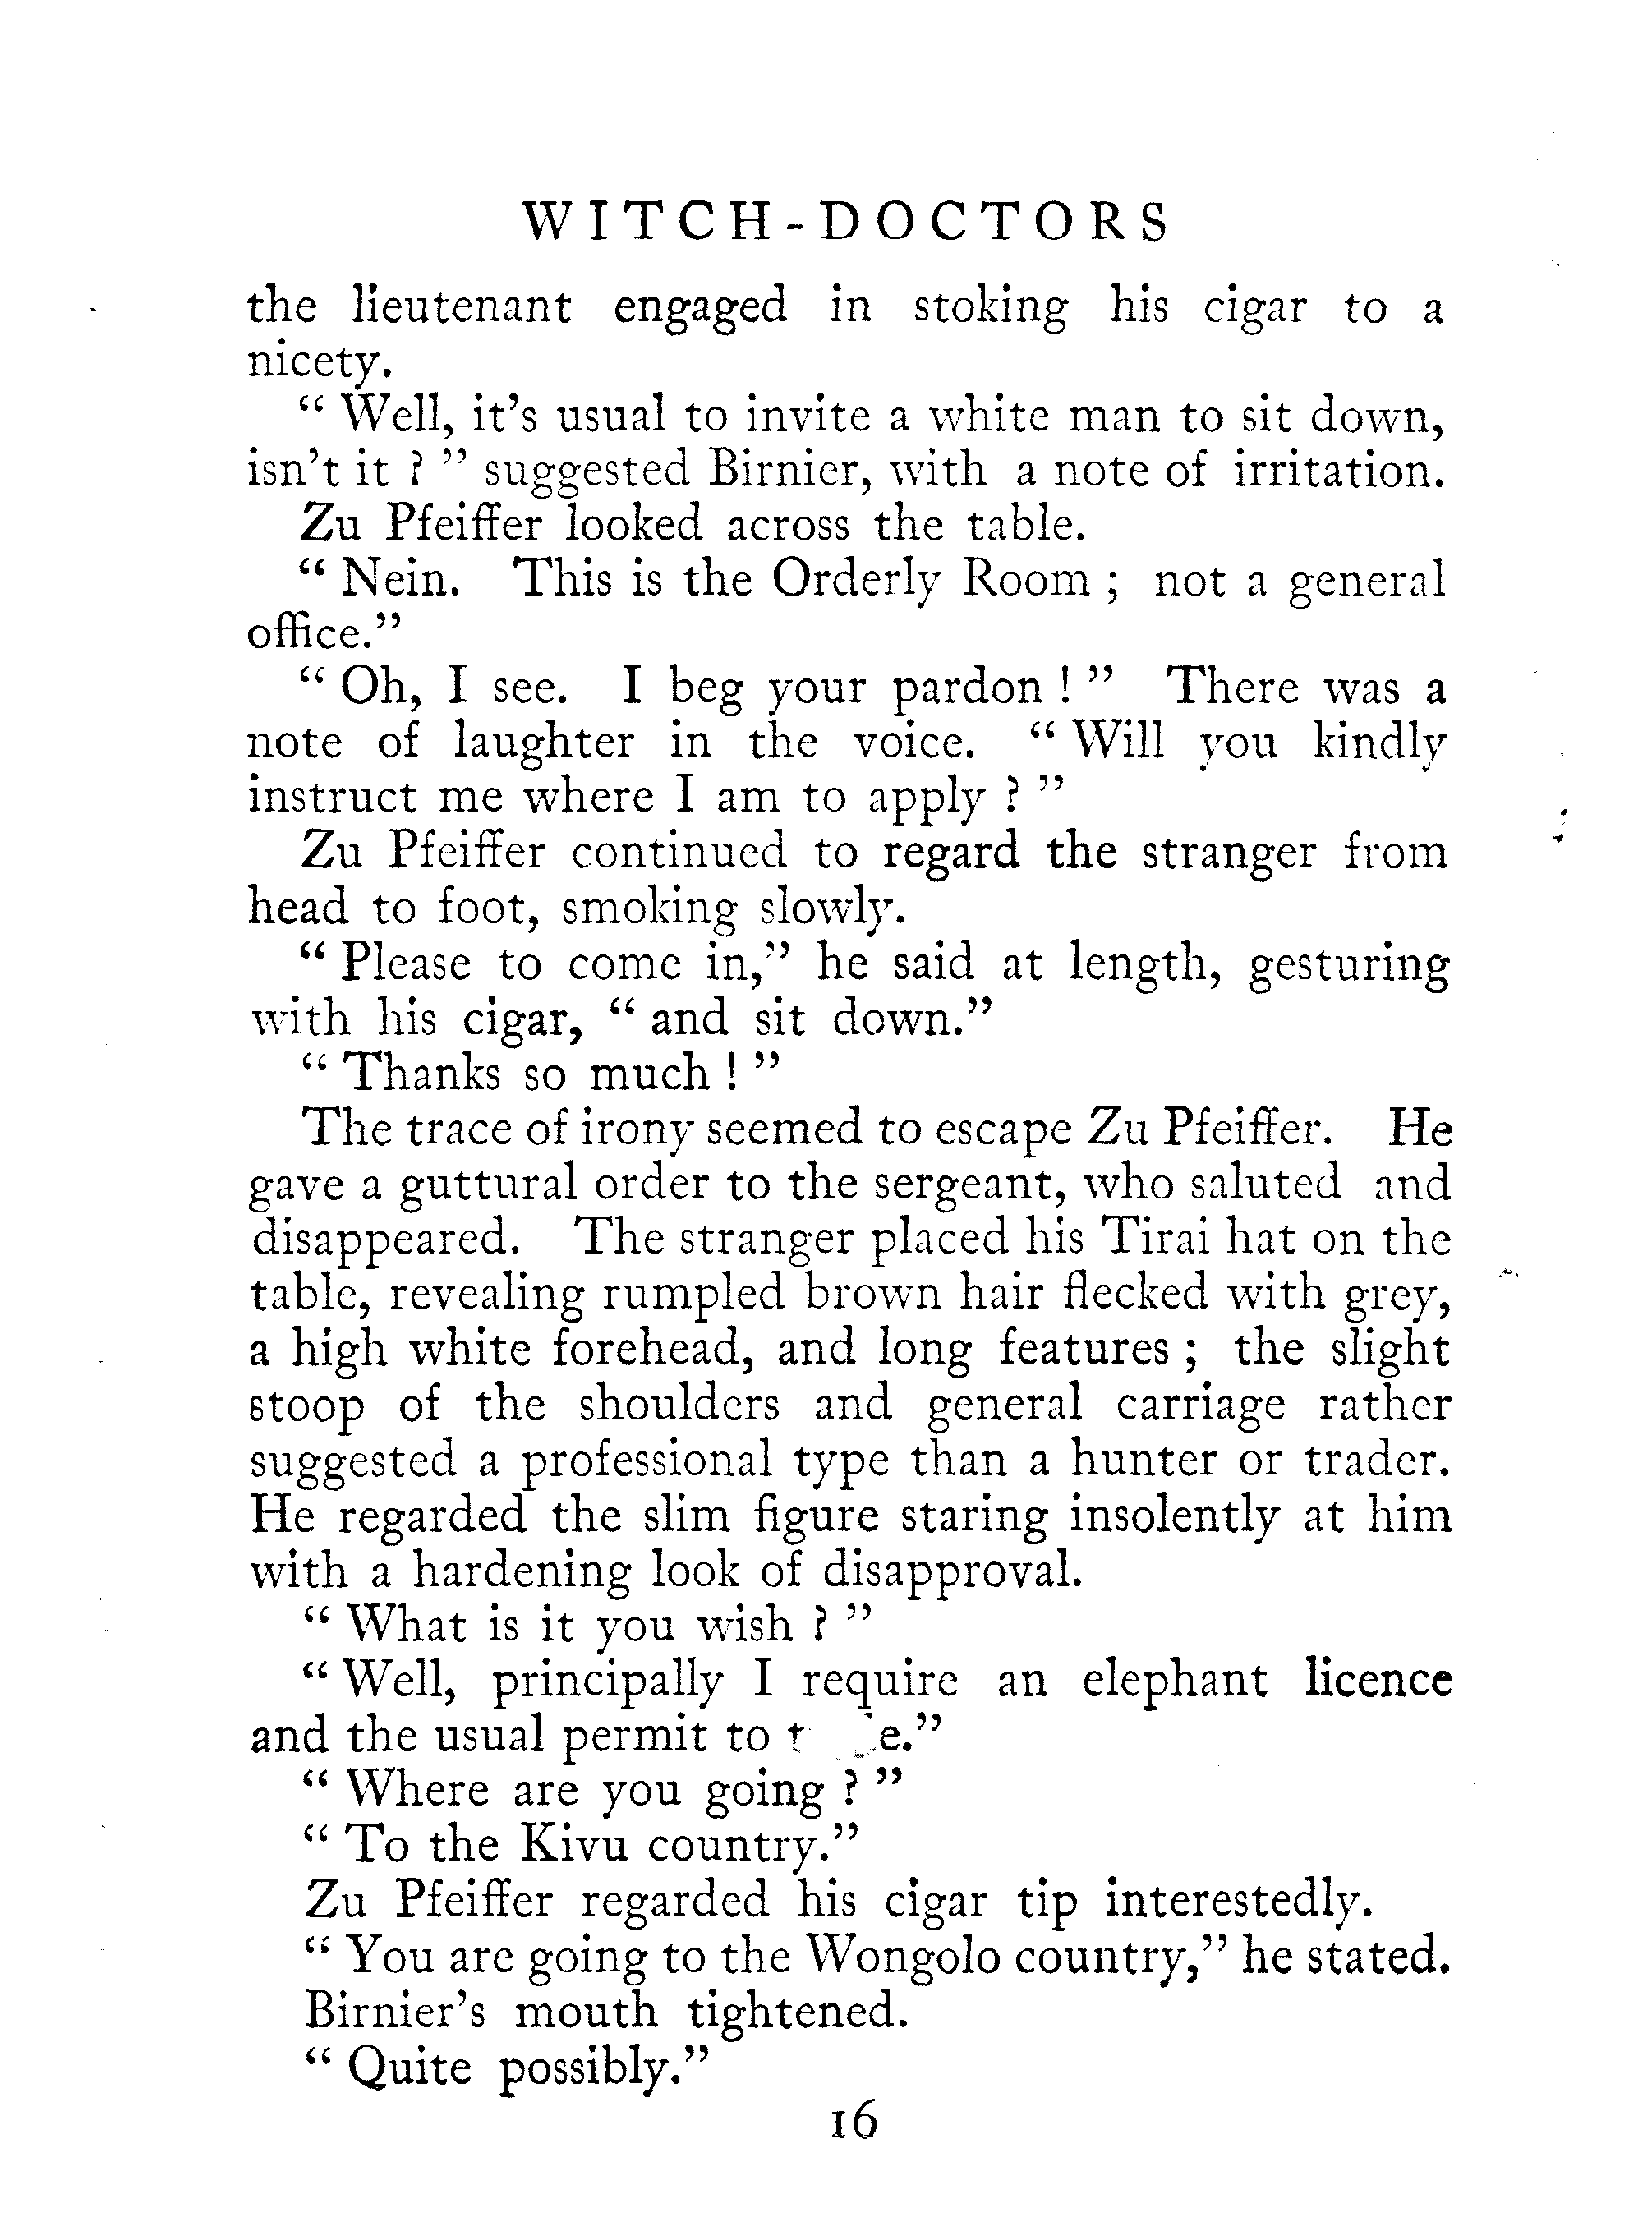 WITCH-DOCTORS
the lieutenant engaged in stoking his cigar to a
nicety.
“ Well, it’s usual to invite a white man to sit down,
isn’t it ? ” suggested Birnier, with a note of irritation.
Zu Pfeiffer looked across the table.
“ Nein. This is the Orderly Room ; not a general
office.”
“ Oh, I see. I beg your pardon ! ” There was a
note of laughter in the voice. “ Will you kindly
instruct me where I am to apply ? ”
Zu Pfeiffer continued to regard the stranger from
head to foot, smoking slowly.
“ Please to come in,” he said at length, gesturing
with his cigar, “ and sit down.”
“ Thanks so much ! ”
The trace of irony seemed to escape Zu Pfeiffer. He
gave a guttural order to the sergeant, who saluted and
disappeared. The stranger placed his Tirai hat on the
table, revealing rumpled brown hair flecked with grey,
a high white forehead, and long features ; the slight
stoop of the shoulders and general carriage rather
suggested a professional type than a hunter or trader.
He regarded the slim figure staring insolently at him
with a hardening look of disapproval.
“ What is it you wish ? ”
“ Well, principally I require an elephant licence
and the usual permit to
“ Where are you going ? ”
“ To the Kivu country.”
Zu Pfeiffer regarded his cigar tip interestedly.
“ You are going to the Wongolo country,” he stated.
Birnier’s mouth tightened.
“ Quite possibly.”
16